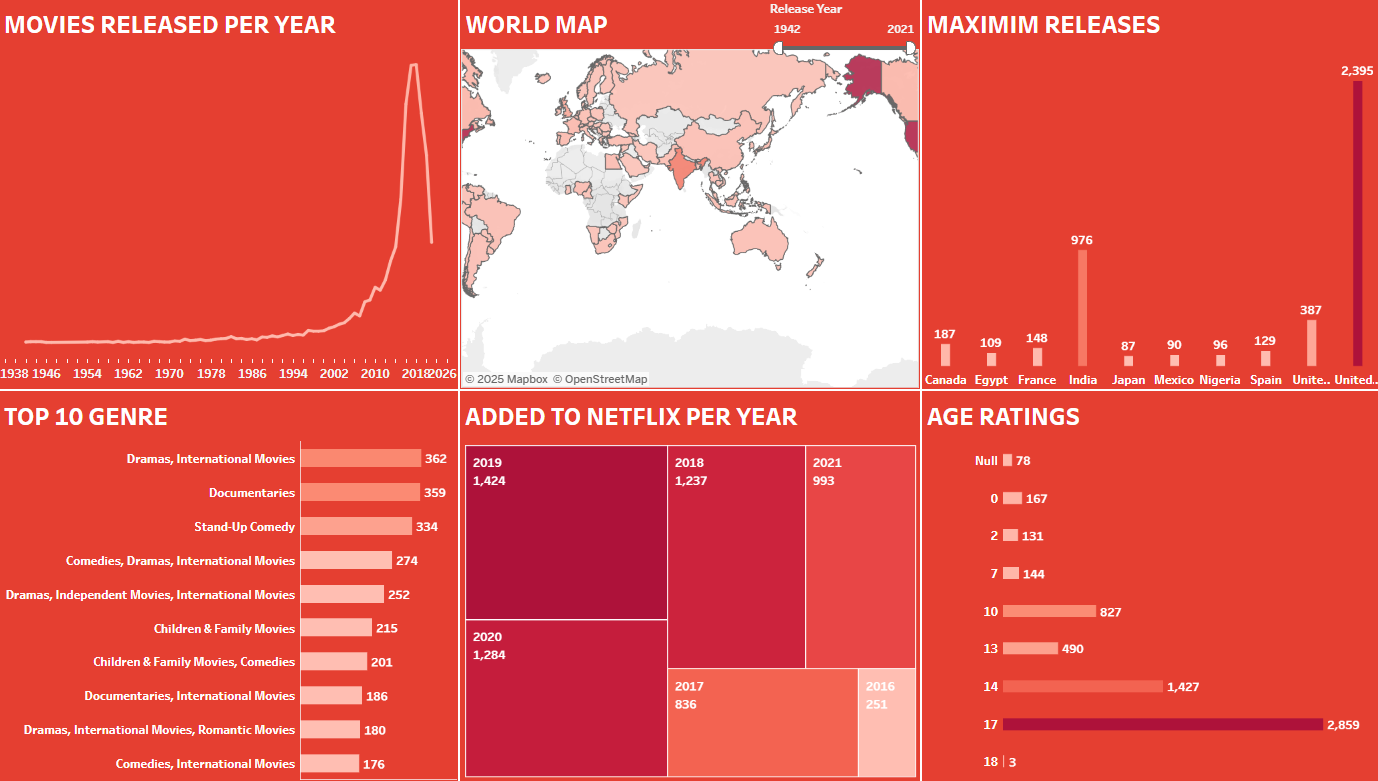 MOVIES RELEASED PER YEAR
1938 1946 1954 1962 1970 1978 1986 1994 2002 2010 2018 2026
WORLD MAP
Release Year
1942 2021
© 2025 Mapbox © OpenStreetMap
MAXIMIM RELEASES
2,395
976
387
187
148
129
109
96
90
87
Canada Egypt France India Japan Mexico Nigeria Spain Unite.. United..
TOP 10 GENRE
Dramas, International Movies 362
Documentaries 359
Stand-Up Comedy 334
Comedies, Dramas, International Movies 274
Dramas, Independent Movies, International Movies 252
Children & Family Movies 215
Children & Family Movies, Comedies 201
Documentaries, International Movies 186
Dramas, International Movies, Romantic Movies 180
Comedies, International Movies 176
ADDED TO NETFLIX PER YEAR
2019
1,424
2018
1,237
2021
993
2020
1,284
2017
836
2016
251
AGE RATINGS
Null 78
0 167
2 131
7 144
10 827
13 490
14 1,427
17 2,859
18 3